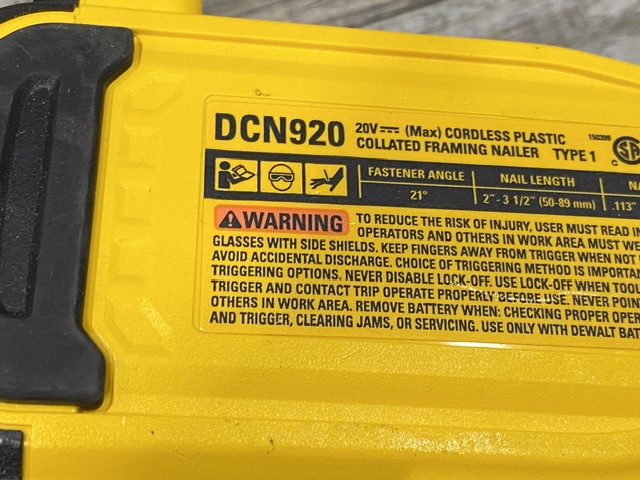 DCN920 20V (Max) CORDLESS PLASTIC
COLLATED FRAMING NAILER TYPE 1
FASTENER ANGLE NAIL LENGTH
21° 2" - 3 1/2" (50-89 mm) .113"
WARNING TO REDUCE THE RISK OF INJURY, USER MUST READ IN
OPERATORS AND OTHERS IN WORK AREA MUST WE
GLASSES WITH SIDE SHIELDS. KEEP FINGERS AWAY FROM TRIGGER WHEN NOT
AVOID ACCIDENTAL DISCHARGE. CHOICE OF TRIGGERING METHOD IS IMPORTA
TRIGGERING OPTIONS. NEVER DISABLE LOCK-OFF. USE LOCK-OFF WHEN TOOL
TRIGGER AND CONTACT TRIP OPERATE PROPERLY BEFORE USE. NEVER POIN
OTHERS IN WORK AREA. REMOVE BATTERY WHEN: CHECKING PROPER OPER
AND TRIGGER, CLEARING JAMS, OR SERVICING. USE ONLY WITH DEWALT BAT